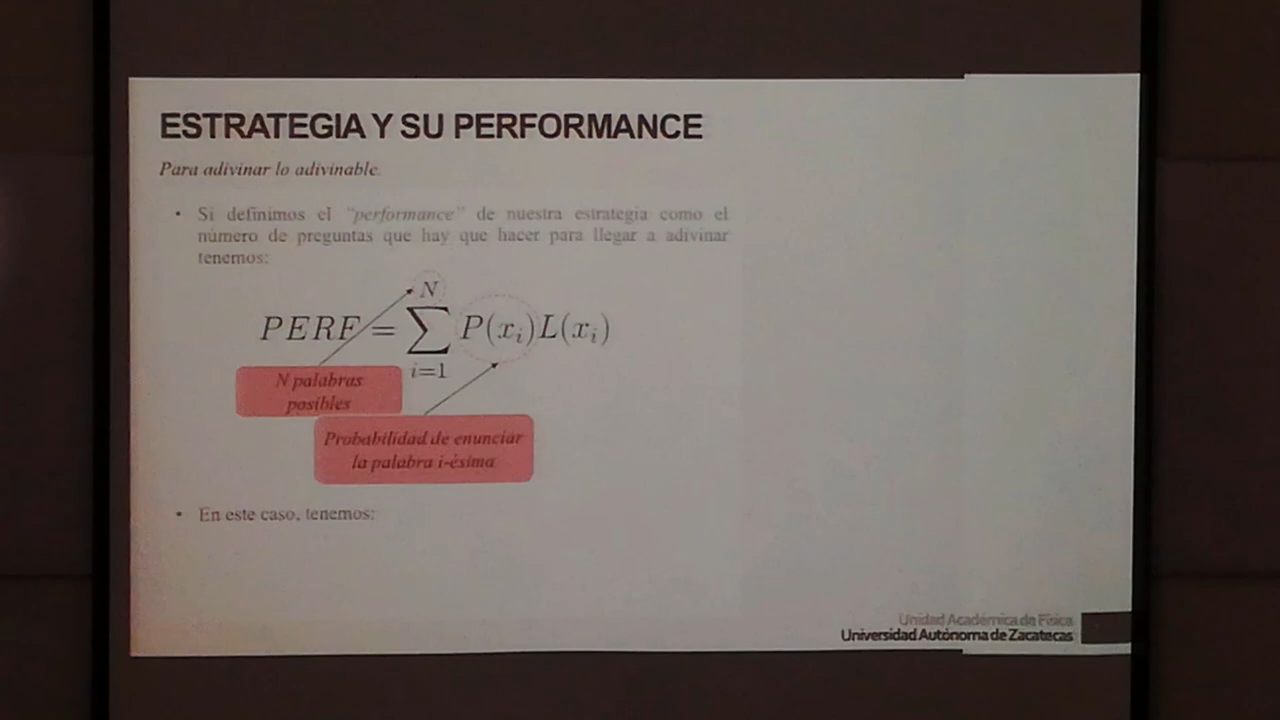 ESTRATEGIA Y SU PERFORMANCE
Para adivinar lo adivinable.
• Si definimos el "performance" de nuestra estrategia como el
número de preguntas que hay que hacer para llegar a adivinar
tenemos:
N
PERF = ∑ P(x_i)L(x_i)
i=1
N palabras
posibles
Probabilidad de enunciar
la palabra i-ésima
• En este caso, tenemos:
Unidad Académica de Física
Universidad Autónoma de Zacatecas